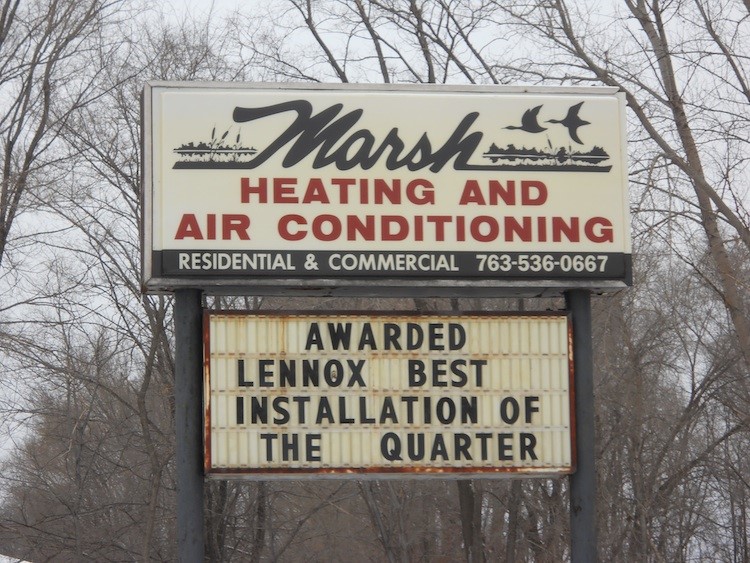 Marsh
HEATING AND
AIR CONDITIONING
RESIDENTIAL & COMMERCIAL 763-536-0667
AWARDED
LENNOX BEST
INSTALLATION OF
THE QUARTER